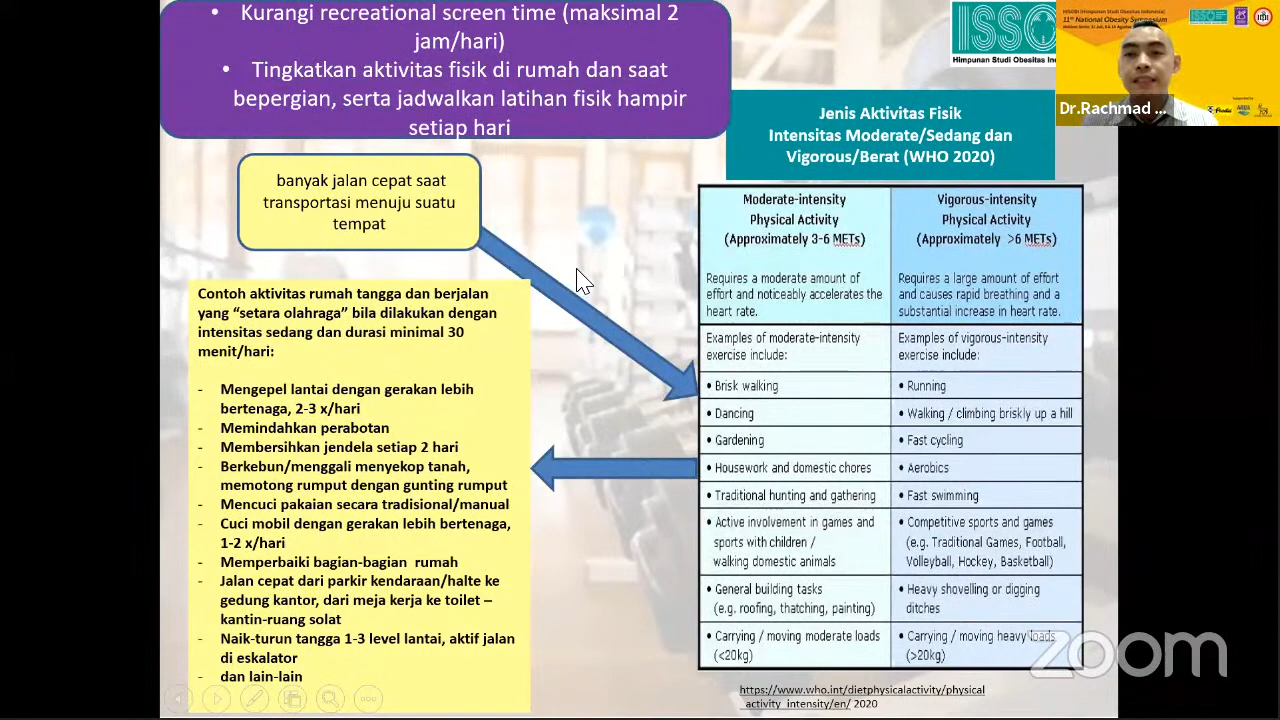 • Kurangi recreational screen time (maksimal 2
jam/hari)
• Tingkatkan aktivitas fisik di rumah dan saat
bepergian, serta jadwalkan latihan fisik hampir
setiap hari
banyak jalan cepat saat
transportasi menuju suatu
tempat
Contoh aktivitas rumah tangga dan berjalan
yang “setara olahraga” bila dilakukan dengan
intensitas sedang dan durasi minimal 30
menit/hari:
- Mengepel lantai dengan gerakan lebih
bertenaga, 2-3 x/hari
- Memindahkan perabotan
- Membersihkan jendela setiap 2 hari
- Berkebun/menggali menyekop tanah,
memotong rumput dengan gunting rumput
- Mencuci pakaian secara tradisional/manual
- Cuci mobil dengan gerakan lebih bertenaga,
1-2 x/hari
- Memperbaiki bagian-bagian rumah
- Jalan cepat dari parkir kendaraan/halte ke
gedung kantor, dari meja kerja ke toilet –
kantin-ruang solat
- Naik-turun tangga 1-3 level lantai, aktif jalan
di eskalator
- dan lain-lain
ISSO
Himpunan Studi Obesitas In
11th National Obesity Symposium
Dr.Rachmad ...
Jenis Aktivitas Fisik
Intensitas Moderate/Sedang dan
Vigorous/Berat (WHO 2020)
Moderate-intensity
Physical Activity
(Approximately 3-6 METs)
Requires a moderate amount of
effort and noticeably accelerates the
heart rate.
Vigorous-intensity
Physical Activity
(Approximately >6 METs)
Requires a large amount of effort
and causes rapid breathing and a
substantial increase in heart rate.
Examples of moderate-intensity
exercise include:
Examples of vigorous-intensity
exercise include:
• Brisk walking
• Running
• Dancing
• Walking / climbing briskly up a hill
• Gardening
• Fast cycling
• Housework and domestic chores
• Aerobics
• Traditional hunting and gathering
• Fast swimming
• Active involvement in games and
sports with children /
walking domestic animals
• Competitive sports and games
(e.g. Traditional Games, Football,
Volleyball, Hockey, Basketball)
• General building tasks
(e.g. roofing, thatching, painting)
• Heavy shovelling or digging
ditches
• Carrying / moving moderate loads
(<20kg)
• Carrying / moving heavy loads
(>20kg)
https://www.who.int/dietphysicalactivity/physical
_activity_intensity/en/ 2020
zoom